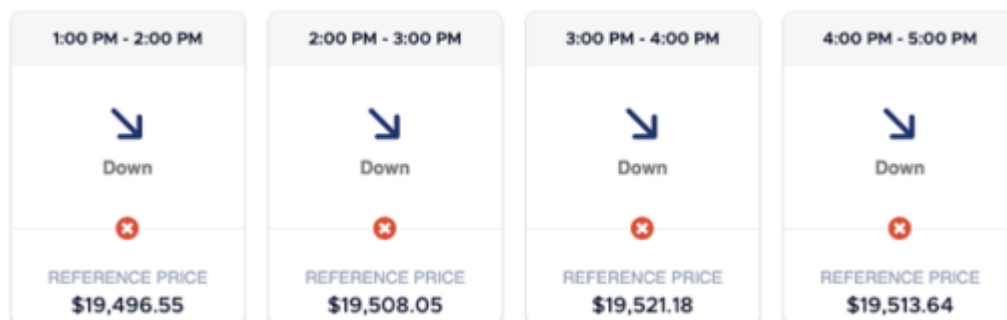 1:00 PM - 2:00 PM
Down
REFERENCE PRICE
$19,496.55
2:00 PM - 3:00 PM
Down
REFERENCE PRICE
$19,508.05
3:00 PM - 4:00 PM
Down
REFERENCE PRICE
$19,521.18
4:00 PM - 5:00 PM
Down
REFERENCE PRICE
$19,513.64